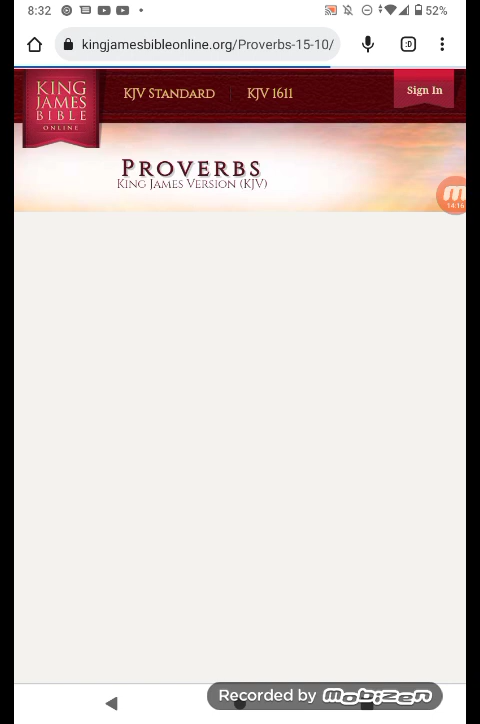 8:32
52%
kingjamesbibleonline.org/Proverbs-15-10/
:D
KING
JAMES
BIBLE
ONLINE
KJV STANDARD
KJV 1611
Sign In
PROVERBS
KING JAMES VERSION (KJV)
14:16
Recorded by MOBIZEN